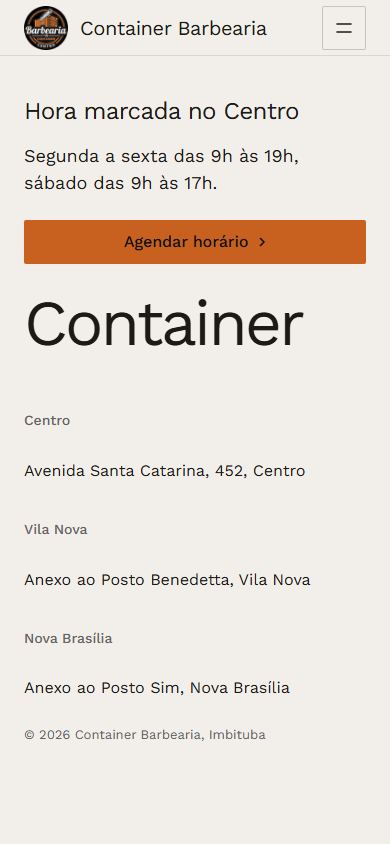 Barbearia
Container Barbearia
Hora marcada no Centro
Segunda a sexta das 9h às 19h,
sábado das 9h às 17h.
Agendar horário
Container
Centro
Avenida Santa Catarina, 452, Centro
Vila Nova
Anexo ao Posto Benedetta, Vila Nova
Nova Brasília
Anexo ao Posto Sim, Nova Brasília
© 2026 Container Barbearia, Imbituba